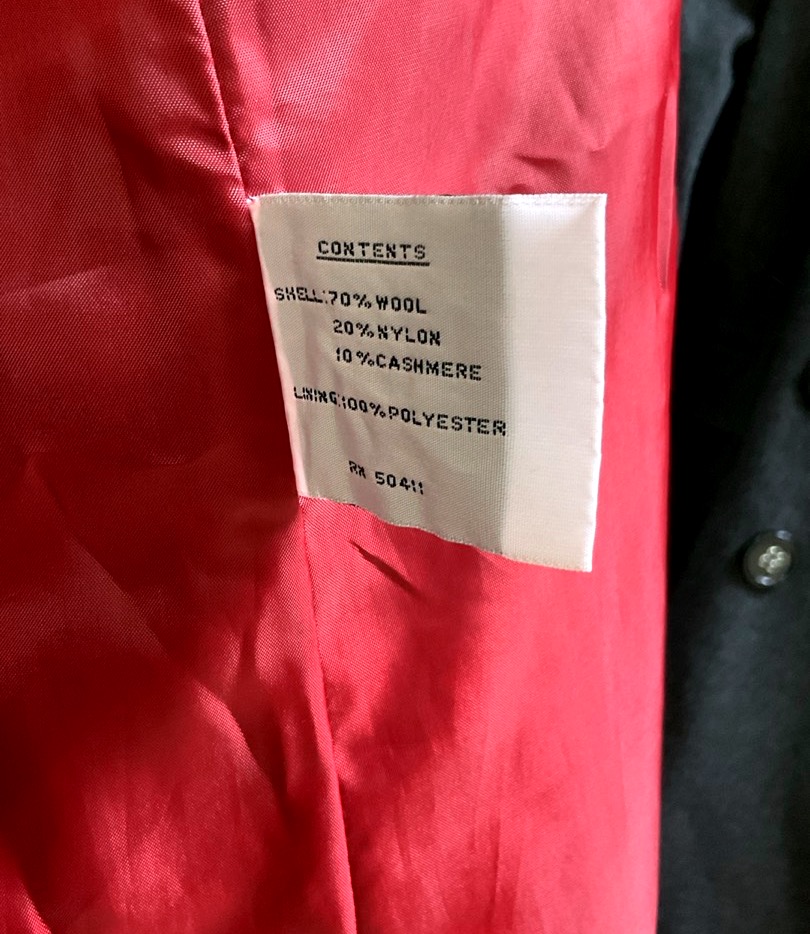 CONTENTS
SHELL:70%WOOL
20%NYLON
10%CASHMERE
LINING:100%POLYESTER
RN 50411